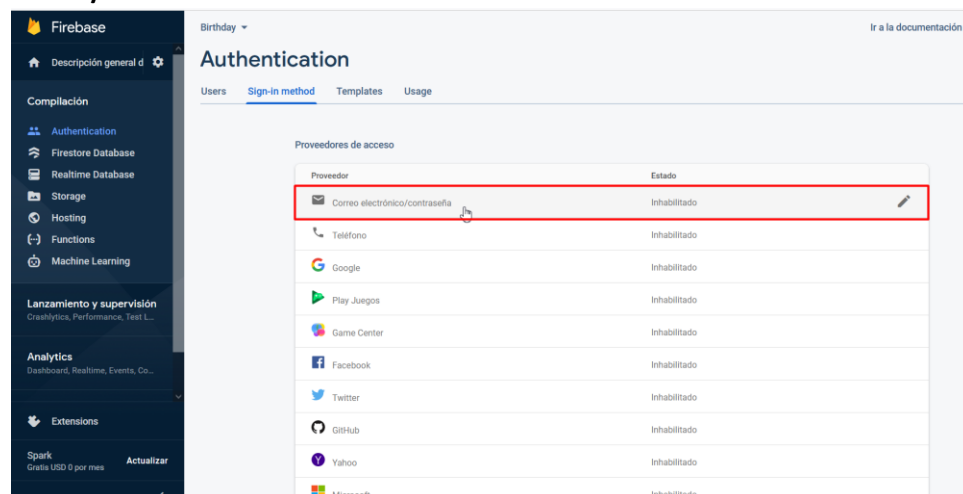 Firebase
Birthday
Ir a la documentación
Descripción general d
Authentication
Users Sign-in method Templates Usage
Compilación
Authentication
Firestore Database
Realtime Database
Storage
Hosting
Functions
Machine Learning
Lanzamiento y supervisión
Crashlytics, Performance, Test L...
Analytics
Dashboard, Realtime, Events, Co...
Extensions
Spark
Gratis USD 0 por mes
Actualizar
Proveedores de acceso
Proveedor Estado
Correo electrónico/contraseña Inhabilitado
Teléfono Inhabilitado
Google Inhabilitado
Play Juegos Inhabilitado
Game Center Inhabilitado
Facebook Inhabilitado
Twitter Inhabilitado
GitHub Inhabilitado
Yahoo Inhabilitado